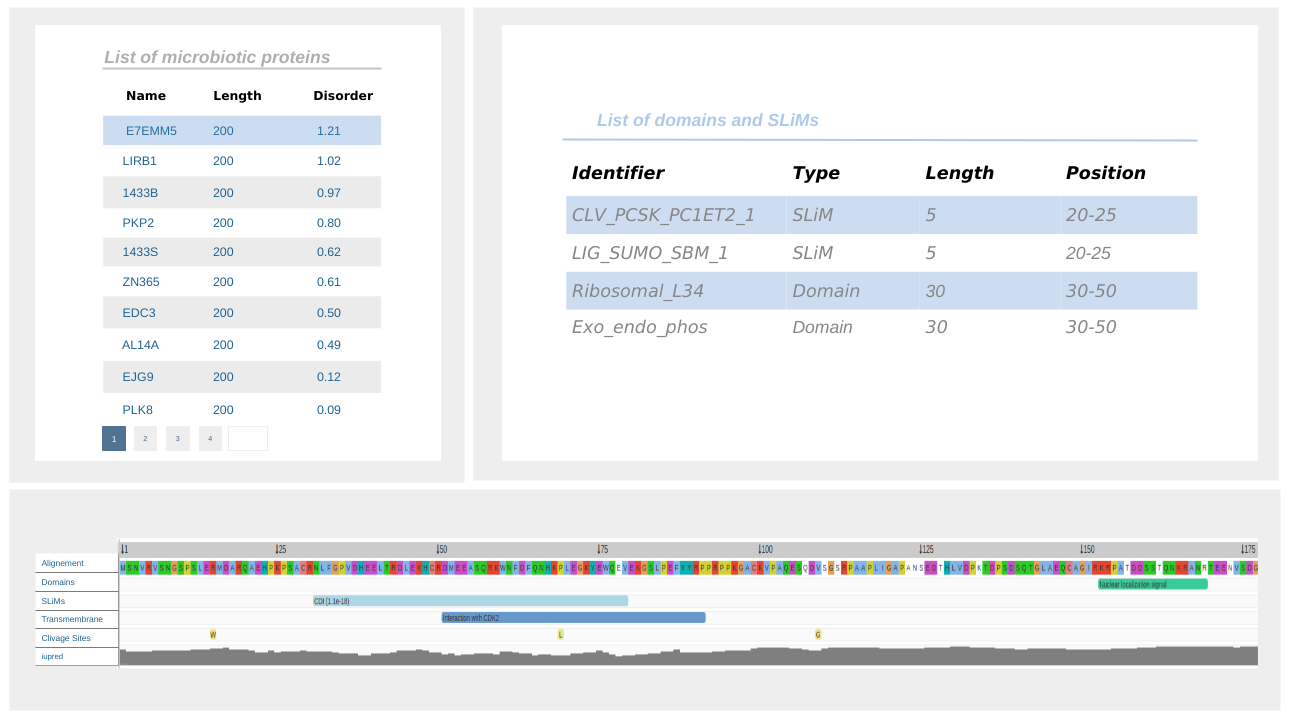 List of microbiotic proteins
Name Length Disorder
E7EMM5 200 1.21
LIRB1 200 1.02
1433B 200 0.97
PKP2 200 0.80
1433S 200 0.62
ZN365 200 0.61
EDC3 200 0.50
AL14A 200 0.49
EJG9 200 0.12
PLK8 200 0.09
1 2 3 4
List of domains and SLiMs
Identifier Type Length Position
CLV_PCSK_PC1ET2_1 SLiM 5 20-25
LIG_SUMO_SBM_1 SLiM 5 20-25
Ribosomal_L34 Domain 30 30-50
Exo_endo_phos Domain 30 30-50
1 25 50 75 100 125 150 175
Alignement MSNVRVSNGSPSLERMDARQAEHPKPSACRNLFGPVDHEELTRDLEKHCRDMEEASQRKWNFDFQNHKPLEGKYEWQEVEKGSLPEFYYRPPRPPKGACKVPAQESQDVSGSRPAAPLIGAPANSEDTHLVDPKTDPSDSQTGLAEQCAGIRKRPATDDSSTQNKRANRTEENVSDG
Domains Nuclear localization signal
SLiMs CDI (1.1e-18)
Transmembrane Interaction with CDK2
Clivage Sites W L G
iupred